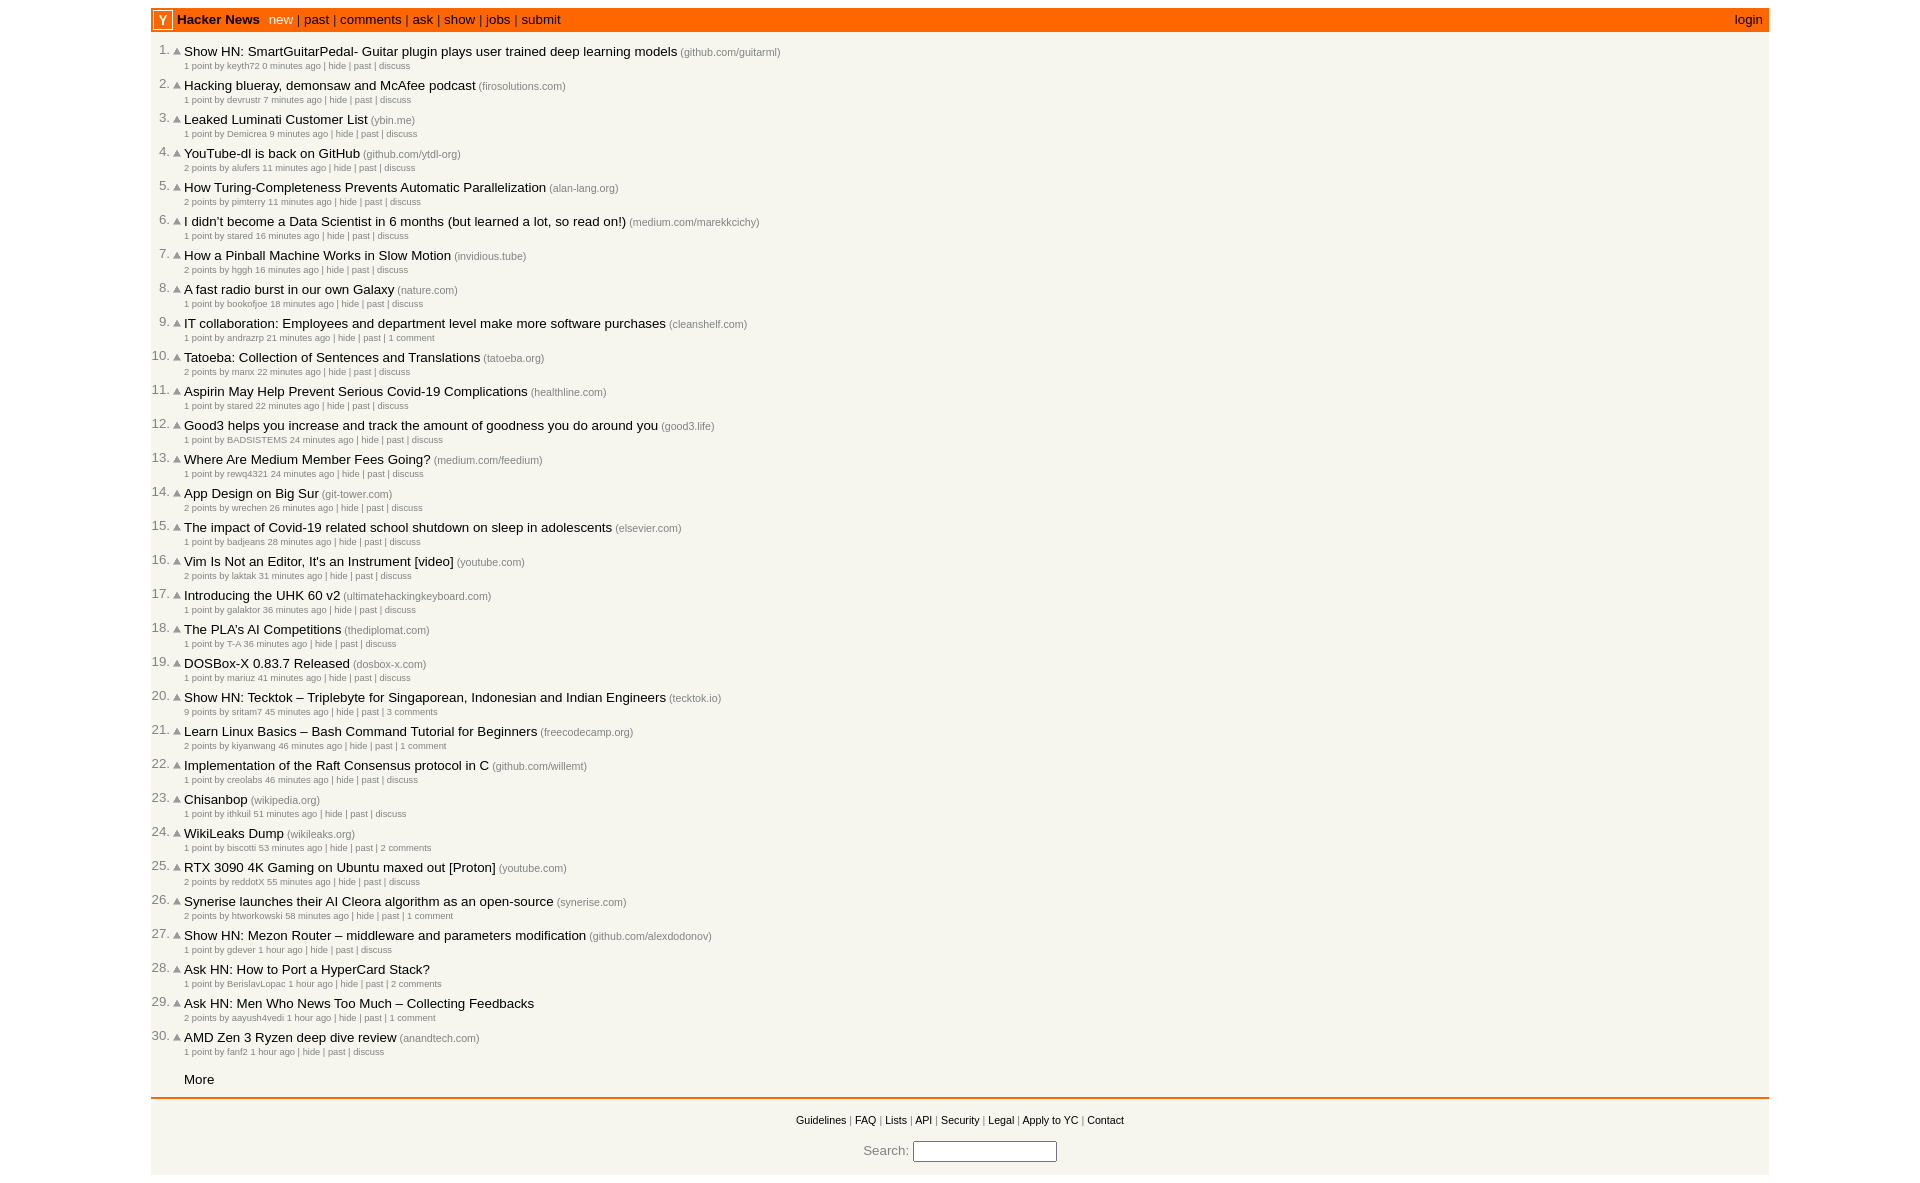 Y Hacker News new | past | comments | ask | show | jobs | submit login
1. Show HN: SmartGuitarPedal- Guitar plugin plays user trained deep learning models (github.com/guitarml)
1 point by keyth72 0 minutes ago | hide | past | discuss
2. Hacking blueray, demonsaw and McAfee podcast (firosolutions.com)
1 point by devrustr 7 minutes ago | hide | past | discuss
3. Leaked Luminati Customer List (ybin.me)
1 point by Demicrea 9 minutes ago | hide | past | discuss
4. YouTube-dl is back on GitHub (github.com/ytdl-org)
2 points by alufers 11 minutes ago | hide | past | discuss
5. How Turing-Completeness Prevents Automatic Parallelization (alan-lang.org)
2 points by pimterry 11 minutes ago | hide | past | discuss
6. I didn’t become a Data Scientist in 6 months (but learned a lot, so read on!) (medium.com/marekkcichy)
1 point by stared 16 minutes ago | hide | past | discuss
7. How a Pinball Machine Works in Slow Motion (invidious.tube)
2 points by hggh 16 minutes ago | hide | past | discuss
8. A fast radio burst in our own Galaxy (nature.com)
1 point by bookofjoe 18 minutes ago | hide | past | discuss
9. IT collaboration: Employees and department level make more software purchases (cleanshelf.com)
1 point by andrazrp 21 minutes ago | hide | past | 1 comment
10. Tatoeba: Collection of Sentences and Translations (tatoeba.org)
2 points by manx 22 minutes ago | hide | past | discuss
11. Aspirin May Help Prevent Serious Covid-19 Complications (healthline.com)
1 point by stared 22 minutes ago | hide | past | discuss
12. Good3 helps you increase and track the amount of goodness you do around you (good3.life)
1 point by BADSISTEMS 24 minutes ago | hide | past | discuss
13. Where Are Medium Member Fees Going? (medium.com/feedium)
1 point by rewq4321 24 minutes ago | hide | past | discuss
14. App Design on Big Sur (git-tower.com)
2 points by wrechen 26 minutes ago | hide | past | discuss
15. The impact of Covid-19 related school shutdown on sleep in adolescents (elsevier.com)
1 point by badjeans 28 minutes ago | hide | past | discuss
16. Vim Is Not an Editor, It's an Instrument [video] (youtube.com)
2 points by laktak 31 minutes ago | hide | past | discuss
17. Introducing the UHK 60 v2 (ultimatehackingkeyboard.com)
1 point by galaktor 36 minutes ago | hide | past | discuss
18. The PLA’s AI Competitions (thediplomat.com)
1 point by T-A 36 minutes ago | hide | past | discuss
19. DOSBox-X 0.83.7 Released (dosbox-x.com)
1 point by mariuz 41 minutes ago | hide | past | discuss
20. Show HN: Tecktok – Triplebyte for Singaporean, Indonesian and Indian Engineers (tecktok.io)
9 points by sritam7 45 minutes ago | hide | past | 3 comments
21. Learn Linux Basics – Bash Command Tutorial for Beginners (freecodecamp.org)
2 points by kiyanwang 46 minutes ago | hide | past | 1 comment
22. Implementation of the Raft Consensus protocol in C (github.com/willemt)
1 point by creolabs 46 minutes ago | hide | past | discuss
23. Chisanbop (wikipedia.org)
1 point by ithkuil 51 minutes ago | hide | past | discuss
24. WikiLeaks Dump (wikileaks.org)
1 point by biscotti 53 minutes ago | hide | past | 2 comments
25. RTX 3090 4K Gaming on Ubuntu maxed out [Proton] (youtube.com)
2 points by reddotX 55 minutes ago | hide | past | discuss
26. Synerise launches their AI Cleora algorithm as an open-source (synerise.com)
2 points by htworkowski 58 minutes ago | hide | past | 1 comment
27. Show HN: Mezon Router – middleware and parameters modification (github.com/alexdodonov)
1 point by gdever 1 hour ago | hide | past | discuss
28. Ask HN: How to Port a HyperCard Stack?
1 point by BerislavLopac 1 hour ago | hide | past | 2 comments
29. Ask HN: Men Who News Too Much – Collecting Feedbacks
2 points by aayush4vedi 1 hour ago | hide | past | 1 comment
30. AMD Zen 3 Ryzen deep dive review (anandtech.com)
1 point by fanf2 1 hour ago | hide | past | discuss
More
Guidelines | FAQ | Lists | API | Security | Legal | Apply to YC | Contact
Search: